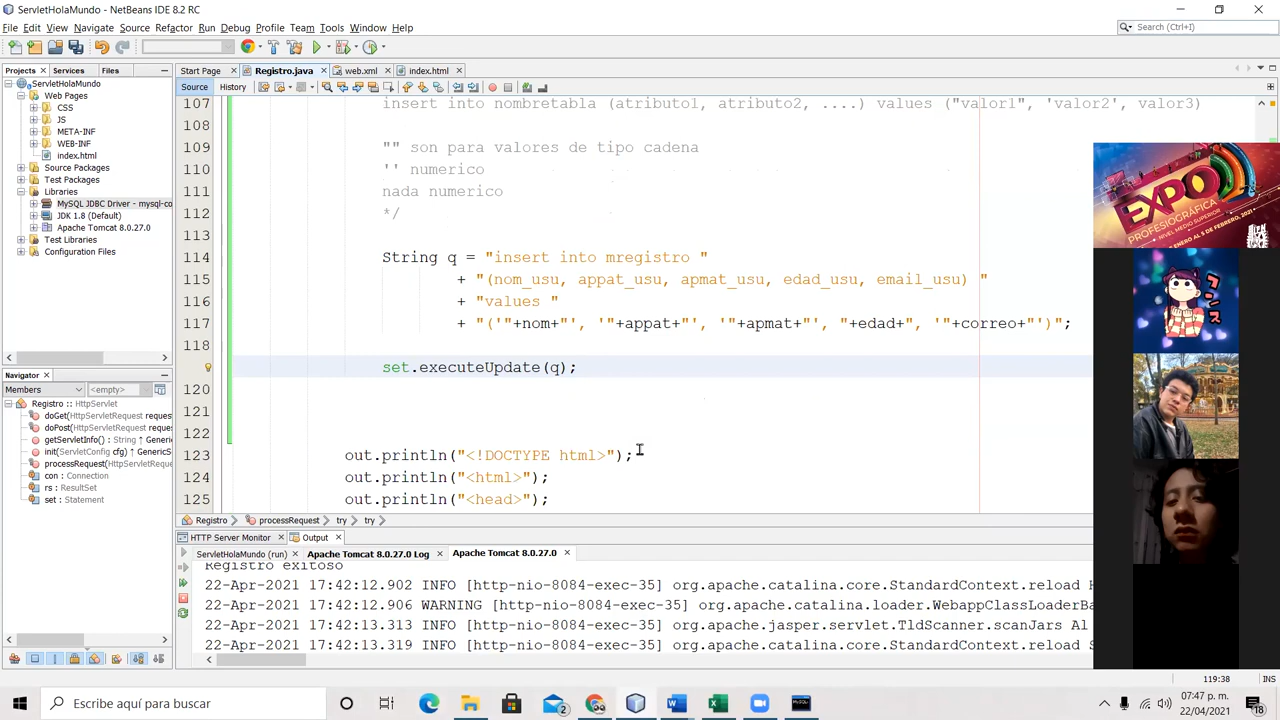 ServletHolaMundo - NetBeans IDE 8.2 RC
File Edit View Navigate Source Refactor Run Debug Profile Team Tools Window Help
Search (Ctrl+I)
Projects Services Files
Start Page Registro.java web.xml index.html
Source History
ServletHolaMundo
Web Pages
CSS
JS
META-INF
WEB-INF
index.html
Source Packages
Test Packages
Libraries
MySQL JDBC Driver - mysql-co
JDK 1.8 (Default)
Apache Tomcat 8.0.27.0
Test Libraries
Configuration Files
107 insert into nombretabla (atributo1, atributo2, ....) values ("valor1", 'valor2', valor3)
108
109 "" son para valores de tipo cadena
110 '' numerico
111 nada numerico
112 */
113
114 String q = "insert into mregistro "
115 + "(nom_usu, appat_usu, apmat_usu, edad_usu, email_usu) "
116 + "values "
117 + "('"+nom+"', '"+appat+"', '"+apmat+"', "+edad+", '"+correo+"')";
118
set.executeUpdate(q);
120
121
122
123 out.println("<!DOCTYPE html>");
124 out.println("<html>");
125 out.println("<head>");
Navigator
Members <empty>
Registro :: HttpServlet
doGet(HttpServletRequest reques
doPost(HttpServletRequest reque
getServletInfo() : String ↑ Generic
init(ServletConfig cfg) ↑ Generics
processRequest(HttpServletReque
con : Connection
rs : ResultSet
set : Statement
Registro processRequest try try
HTTP Server Monitor Output
ServletHolaMundo (run) Apache Tomcat 8.0.27.0 Log Apache Tomcat 8.0.27.0
Registro exitoso
22-Apr-2021 17:42:12.902 INFO [http-nio-8084-exec-35] org.apache.catalina.core.StandardContext.reload
22-Apr-2021 17:42:12.906 WARNING [http-nio-8084-exec-35] org.apache.catalina.loader.WebappClassLoaderBa
22-Apr-2021 17:42:13.313 INFO [http-nio-8084-exec-35] org.apache.jasper.servlet.TldScanner.scanJars Al
22-Apr-2021 17:42:13.319 INFO [http-nio-8084-exec-35] org.apache.catalina.core.StandardContext.reload
119:38 INS
EXPO
PROFESIOGRÁFICA
NIVEL MEDIO SUPERIOR
Escribe aquí para buscar
2
07:47 p. m.
22/04/2021
18